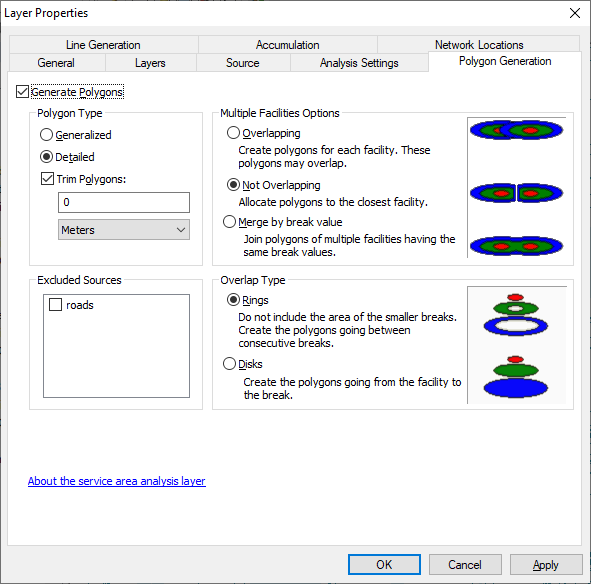 Layer Properties
Line Generation
Accumulation
Network Locations
General
Layers
Source
Analysis Settings
Polygon Generation
Generate Polygons
Polygon Type
Generalized
Detailed
Trim Polygons:
0
Meters
Multiple Facilities Options
Overlapping
Create polygons for each facility. These
polygons may overlap.
Not Overlapping
Allocate polygons to the closest facility.
Merge by break value
Join polygons of multiple facilities having the
same break values.
Excluded Sources
roads
Overlap Type
Rings
Do not include the area of the smaller breaks.
Create the polygons going between
consecutive breaks.
Disks
Create the polygons going from the facility to
the break.
About the service area analysis layer
OK
Cancel
Apply